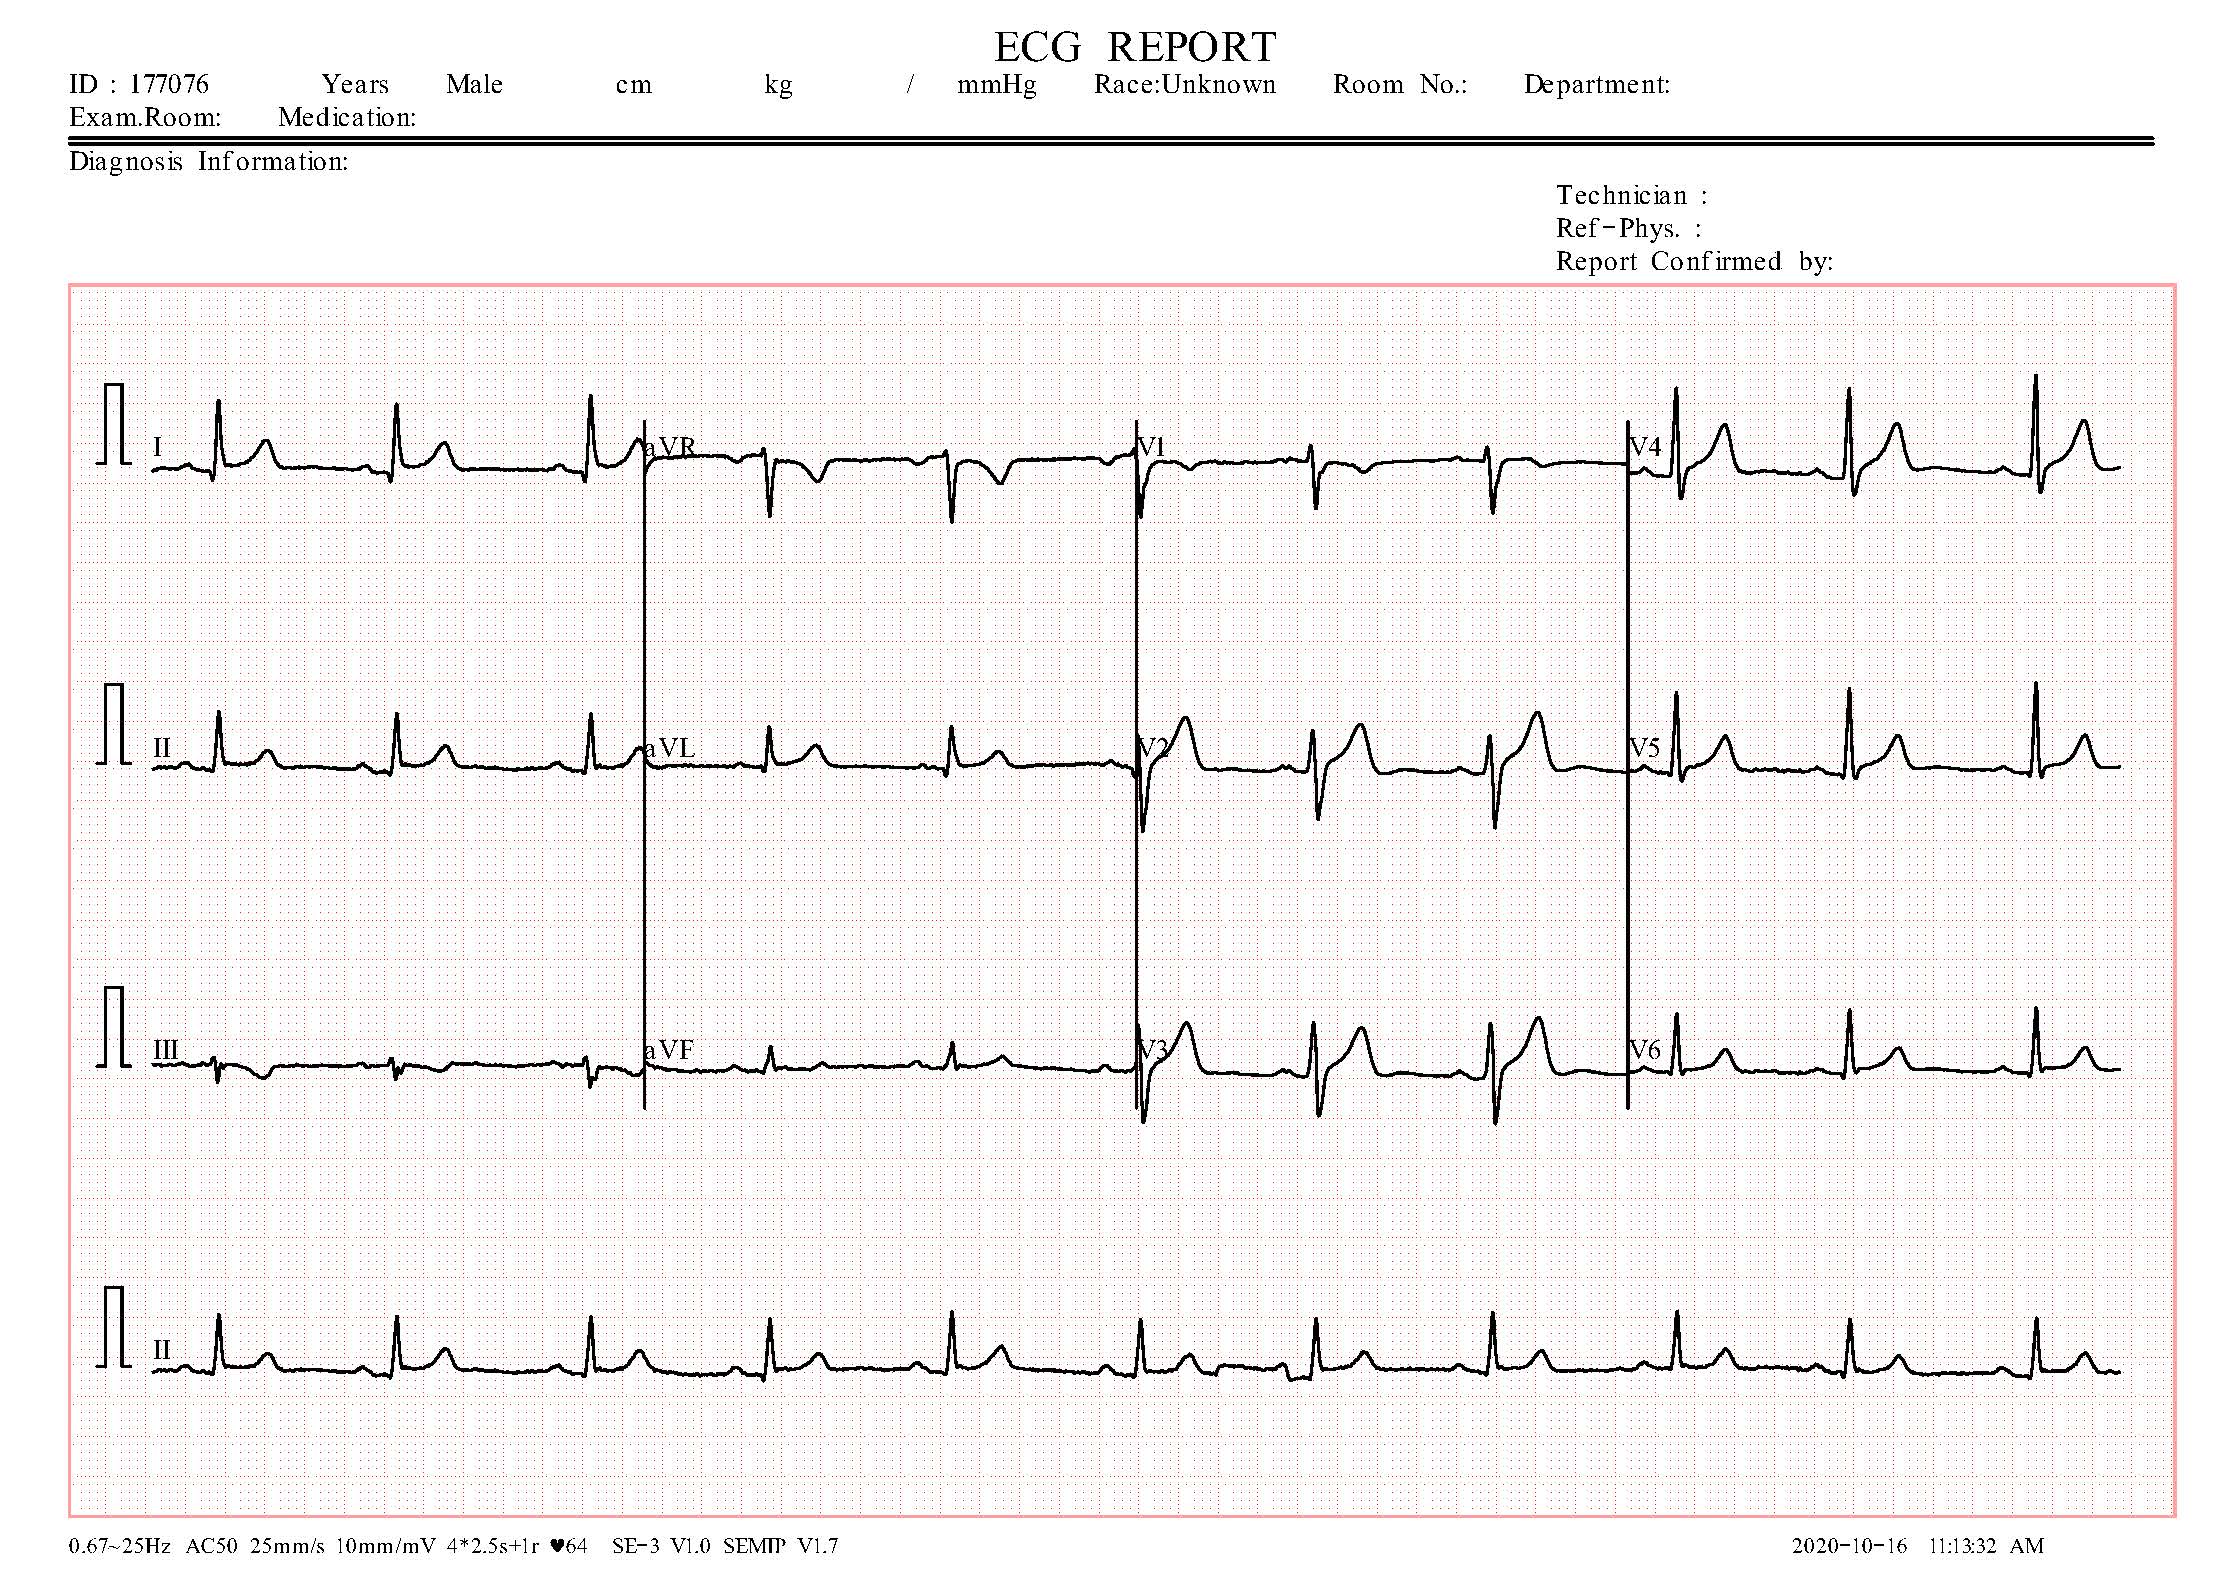 ECG REPORT
ID : 177076 Years Male cm kg / mmHg Race:Unknown Room No.: Department:
Exam.Room: Medication:
Diagnosis Information:
Technician :
Ref-Phys. :
Report Confirmed by:
I aVR V1 V4
II aVL V2 V5
III aVF V3 V6
II
0.67~25Hz AC50 25mm/s 10mm/mV 4*2.5s+1r ♥64 SE-3 V1.0 SEMIP V1.7 2020-10-16 11:13:32 AM